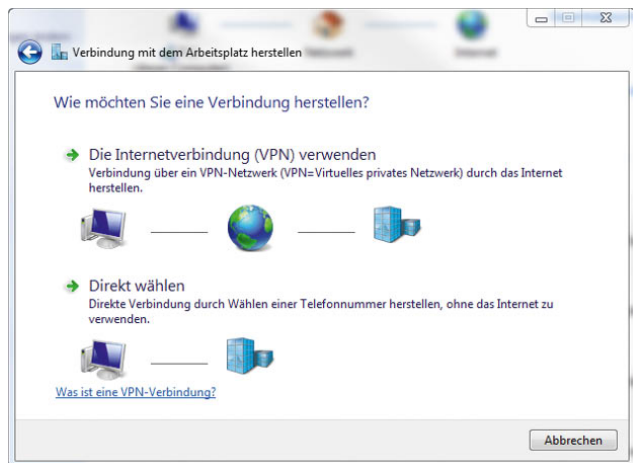 Verbindung mit dem Arbeitsplatz herstellen
Wie möchten Sie eine Verbindung herstellen?
Die Internetverbindung (VPN) verwenden
Verbindung über ein VPN-Netzwerk (VPN=Virtuelles privates Netzwerk) durch das Internet
herstellen.
Direkt wählen
Direkte Verbindung durch Wählen einer Telefonnummer herstellen, ohne das Internet zu
verwenden.
Was ist eine VPN-Verbindung?
Abbrechen